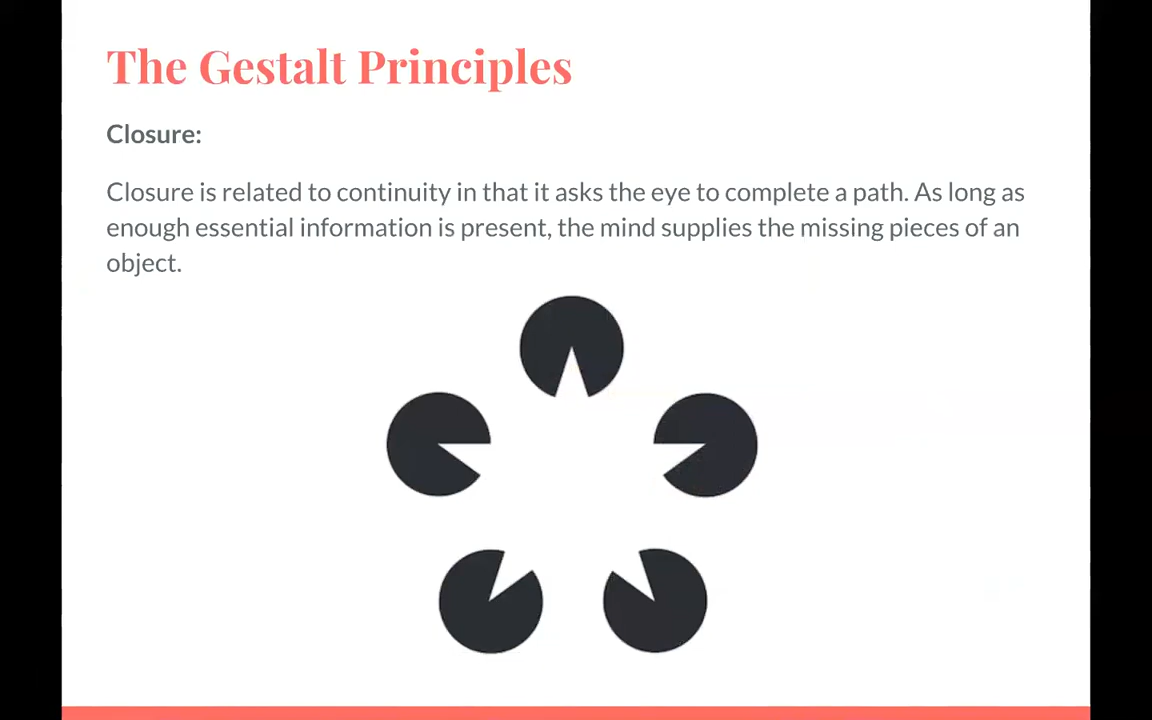 The Gestalt Principles
Closure:
Closure is related to continuity in that it asks the eye to complete a path. As long as
enough essential information is present, the mind supplies the missing pieces of an
object.